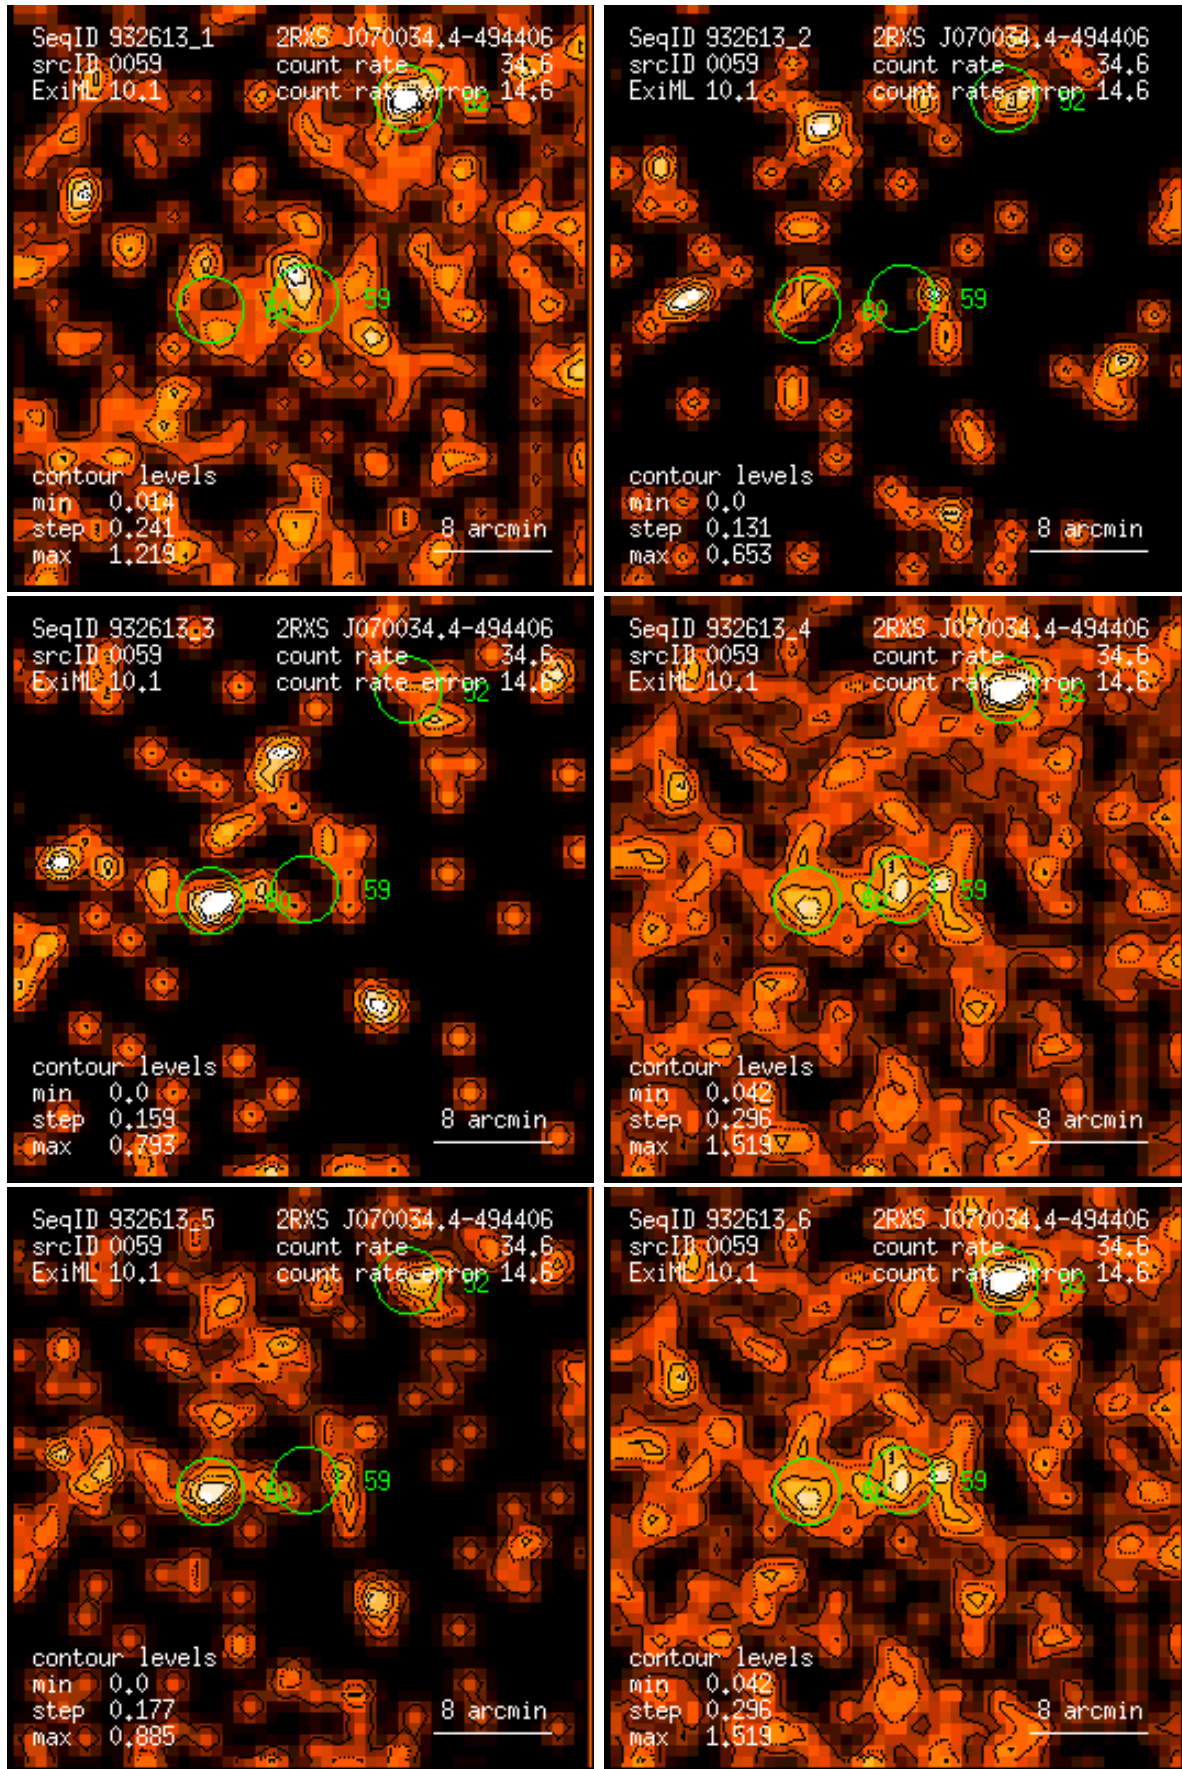 SeqID 932613_1 2RXS J070034.4-494406
srcID 0059 count rate 34.6
ExiML 10.1 count rate error 14.6
92
60 59
contour levels
min 0.014
step 0.241 8 arcmin
max 1.219
SeqID 932613_2 2RXS J070034.4-494406
srcID 0059 count rate 34.6
ExiML 10.1 count rate error 14.6
92
60 59
contour levels
min 0.0
step 0.131 8 arcmin
max 0.653
SeqID 932613_3 2RXS J070034.4-494406
srcID 0059 count rate 34.6
ExiML 10.1 count rate error 14.6
92
60 59
contour levels
min 0.0
step 0.159 8 arcmin
max 0.793
SeqID 932613_4 2RXS J070034.4-494406
srcID 0059 count rate 34.6
ExiML 10.1 count rate error 14.6
92
60 59
contour levels
min 0.042
step 0.296 8 arcmin
max 1.519
SeqID 932613_5 2RXS J070034.4-494406
srcID 0059 count rate 34.6
ExiML 10.1 count rate error 14.6
92
60 59
contour levels
min 0.0
step 0.177 8 arcmin
max 0.885
SeqID 932613_6 2RXS J070034.4-494406
srcID 0059 count rate 34.6
ExiML 10.1 count rate error 14.6
92
60 59
contour levels
min 0.042
step 0.296 8 arcmin
max 1.519